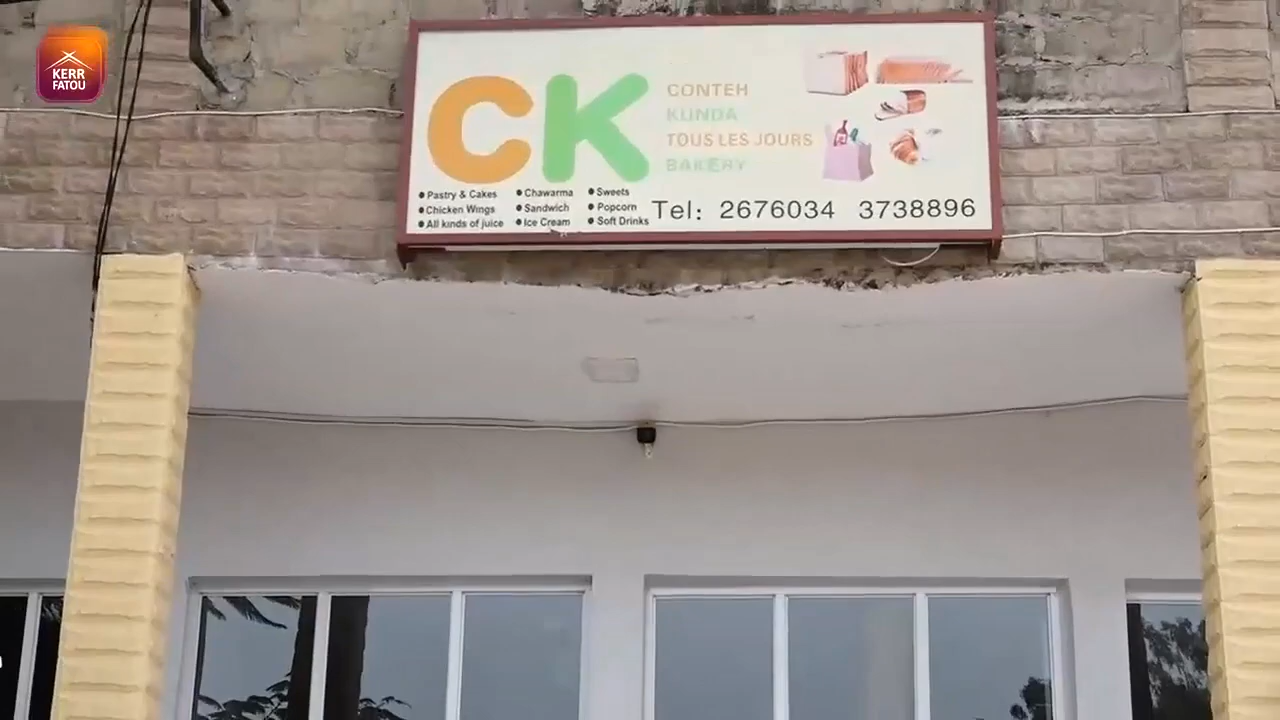 KERR
FATOU
CK
CONTEH
KUNDA
TOUS LES JOURS
BAKERY
● Pastry & Cakes ● Chawarma ● Sweets
● Chicken Wings ● Sandwich ● Popcorn
● All kinds of juice ● Ice Cream ● Soft Drinks
Tel: 2676034 3738896